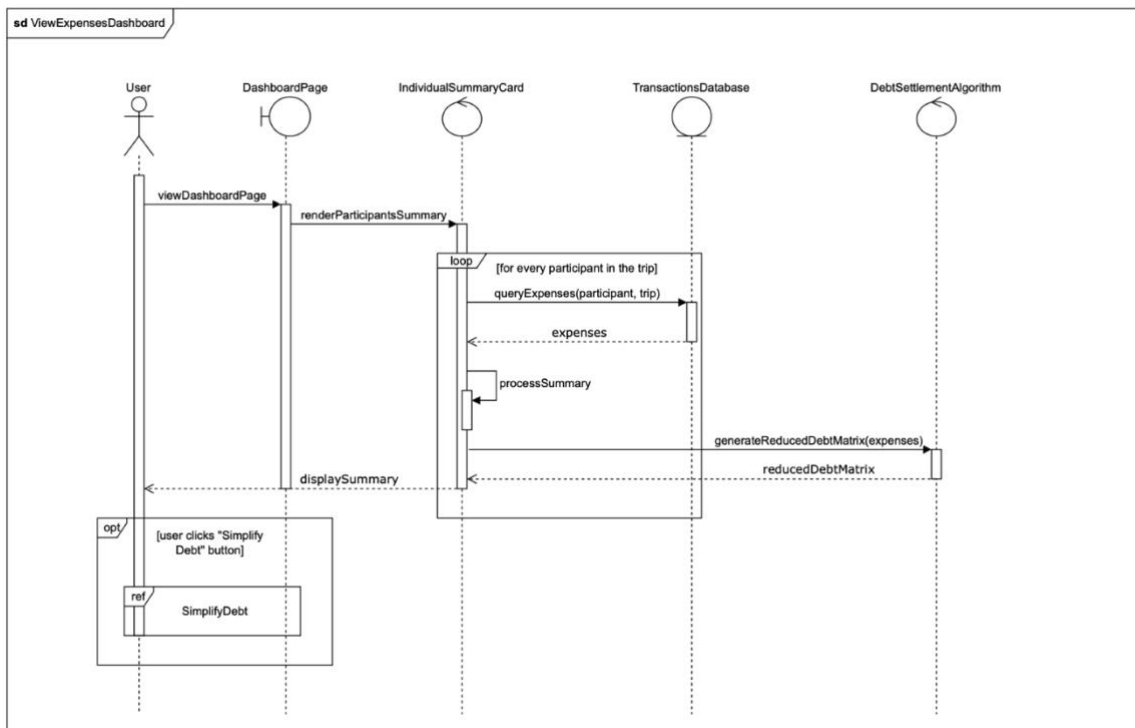 sd ViewExpensesDashboard
User
DashboardPage
IndividualSummaryCard
TransactionsDatabase
DebtSettlementAlgorithm
viewDashboardPage
renderParticipantsSummary
loop
[for every participant in the trip]
queryExpenses(participant, trip)
expenses
processSummary
generateReducedDebtMatrix(expenses)
reducedDebtMatrix
displaySummary
opt
[user clicks "Simplify
Debt" button]
ref
SimplifyDebt